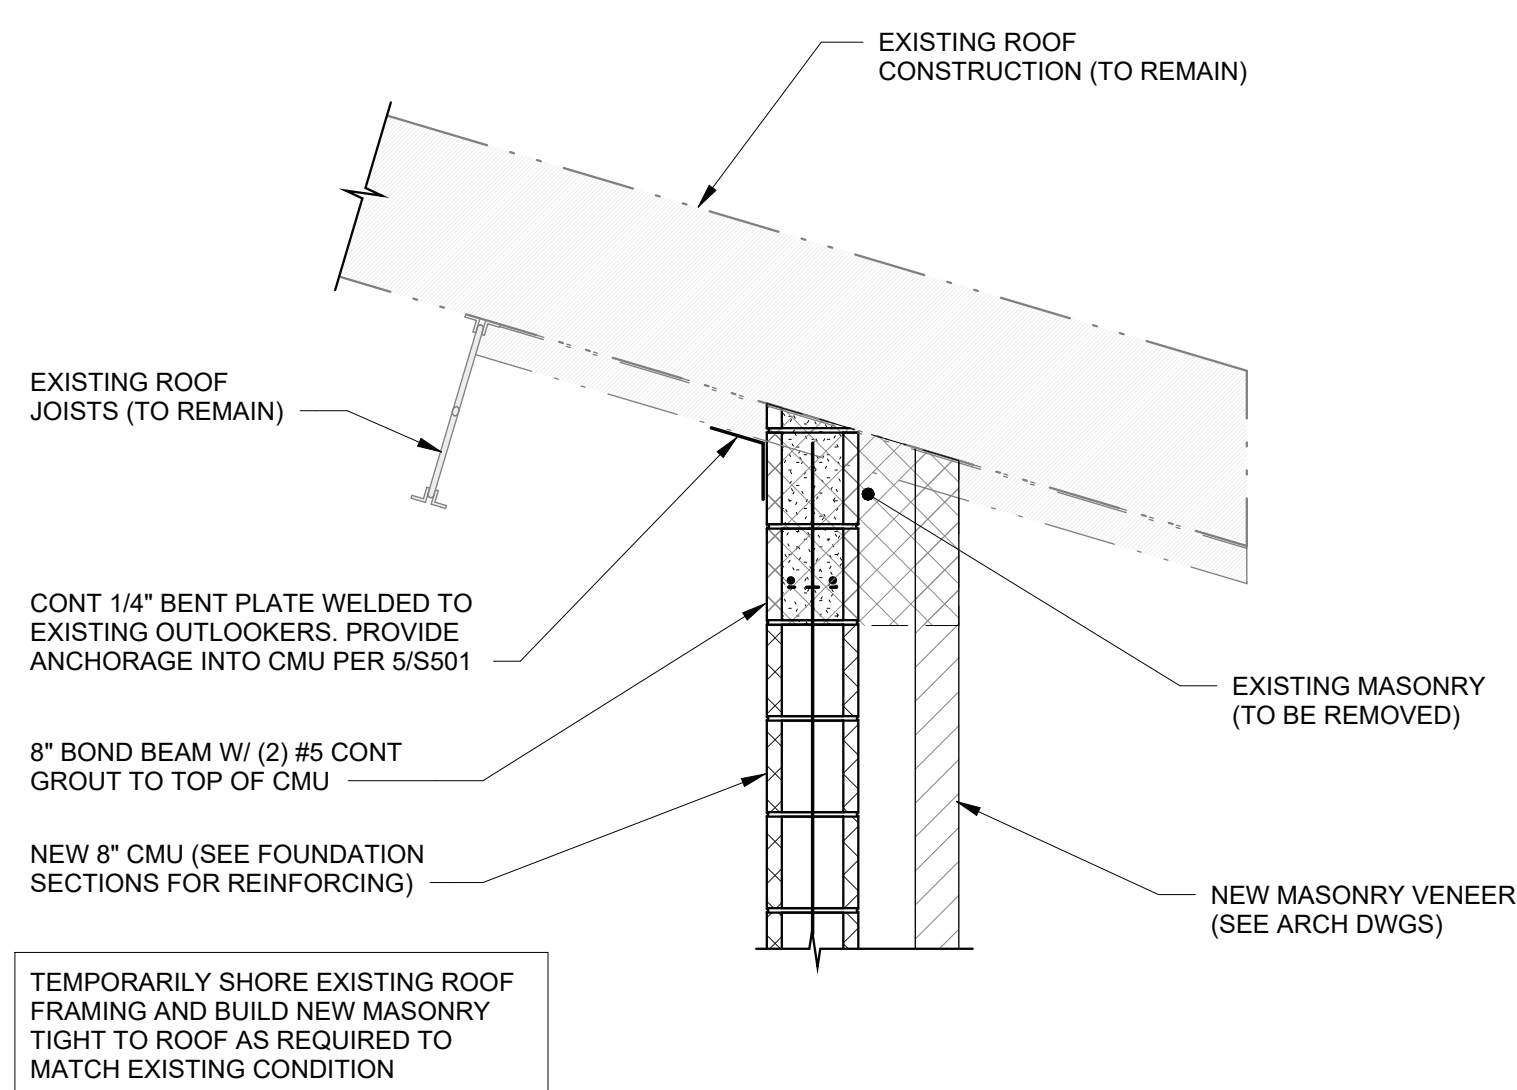 EXISTING ROOF
CONSTRUCTION (TO REMAIN)
EXISTING ROOF
JOISTS (TO REMAIN)
CONT 1/4" BENT PLATE WELDED TO
EXISTING OUTLOOKERS. PROVIDE
ANCHORAGE INTO CMU PER 5/S501
EXISTING MASONRY
(TO BE REMOVED)
8" BOND BEAM W/ (2) #5 CONT
GROUT TO TOP OF CMU
NEW 8" CMU (SEE FOUNDATION
SECTIONS FOR REINFORCING)
NEW MASONRY VENEER
(SEE ARCH DWGS)
TEMPORARILY SHORE EXISTING ROOF
FRAMING AND BUILD NEW MASONRY
TIGHT TO ROOF AS REQUIRED TO
MATCH EXISTING CONDITION